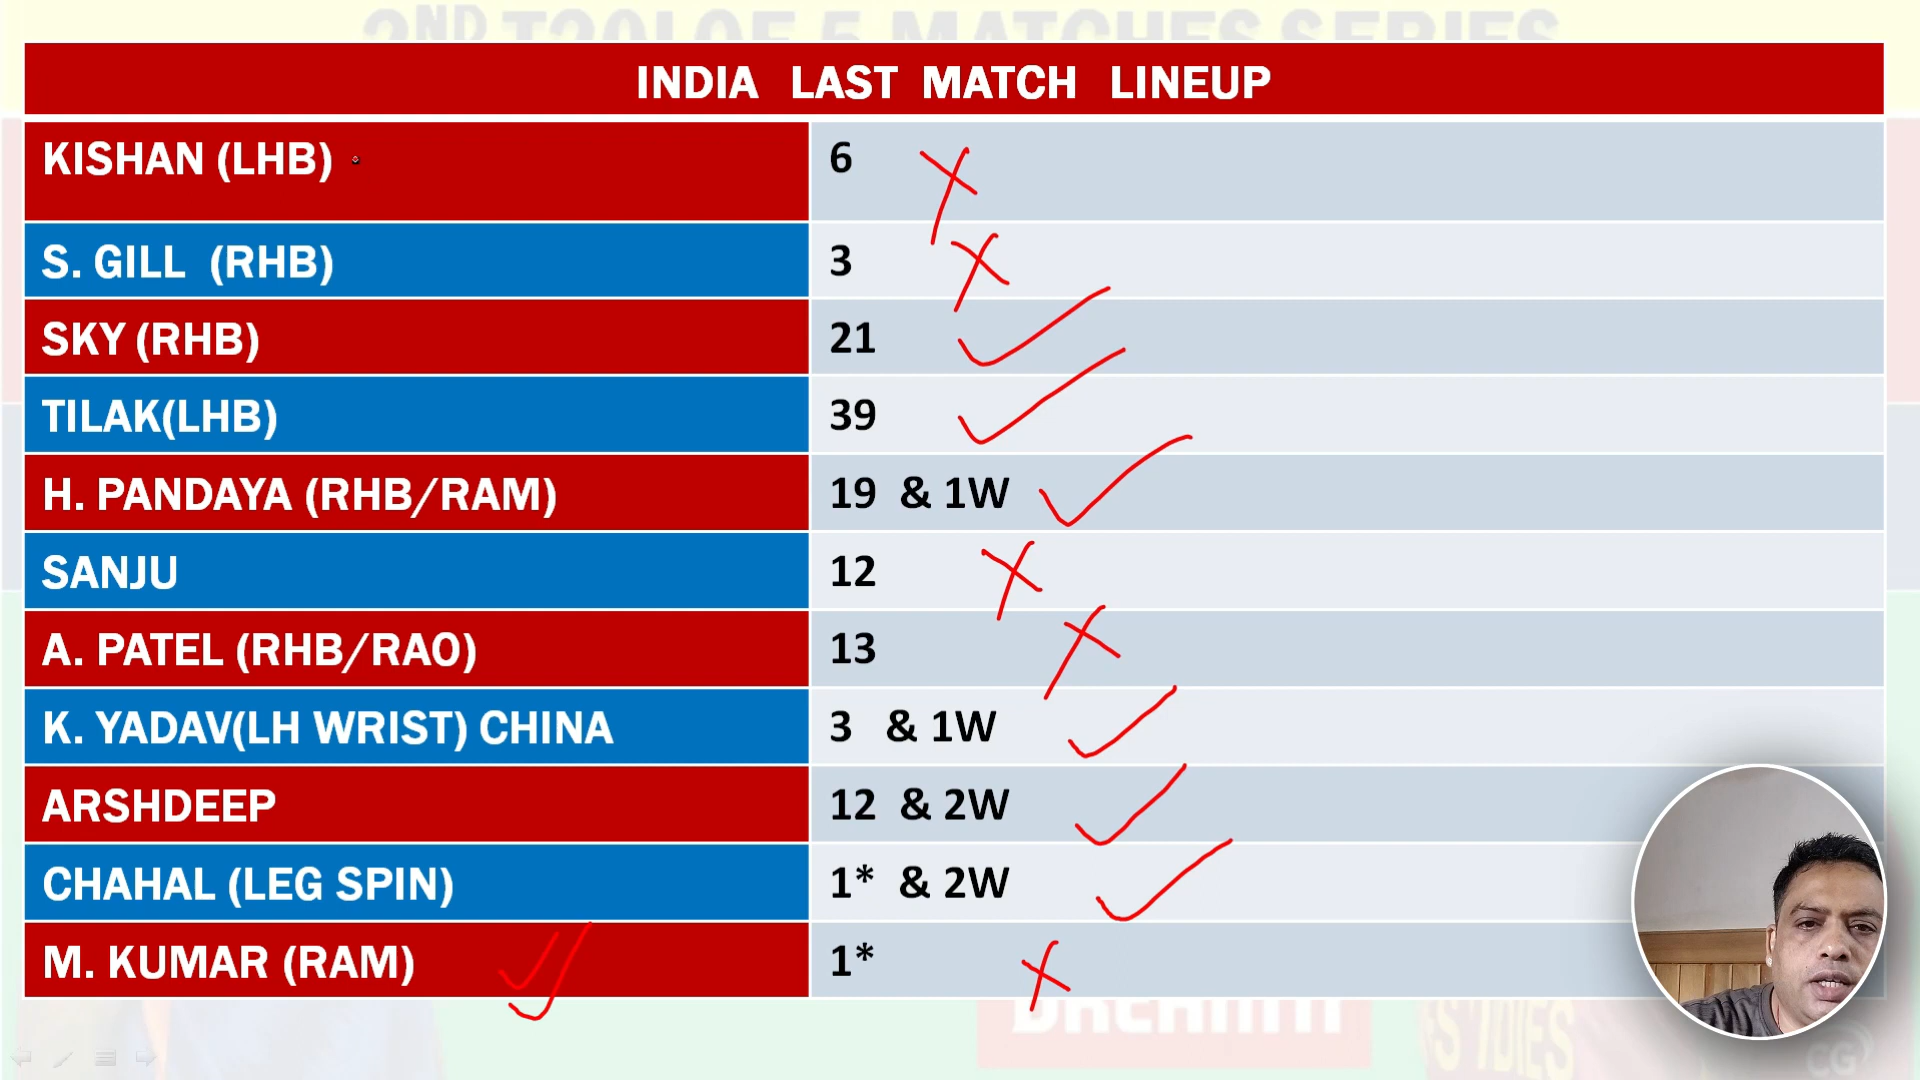 2ND T20I OF 5 MATCHES SERIES
INDIA LAST MATCH LINEUP
KISHAN (LHB) 6
S. GILL (RHB) 3
SKY (RHB) 21
TILAK(LHB) 39
H. PANDAYA (RHB/RAM) 19 & 1W
SANJU 12
A. PATEL (RHB/RAO) 13
K. YADAV(LH WRIST) CHINA 3 & 1W
ARSHDEEP 12 & 2W
CHAHAL (LEG SPIN) 1* & 2W
M. KUMAR (RAM) 1*
CG